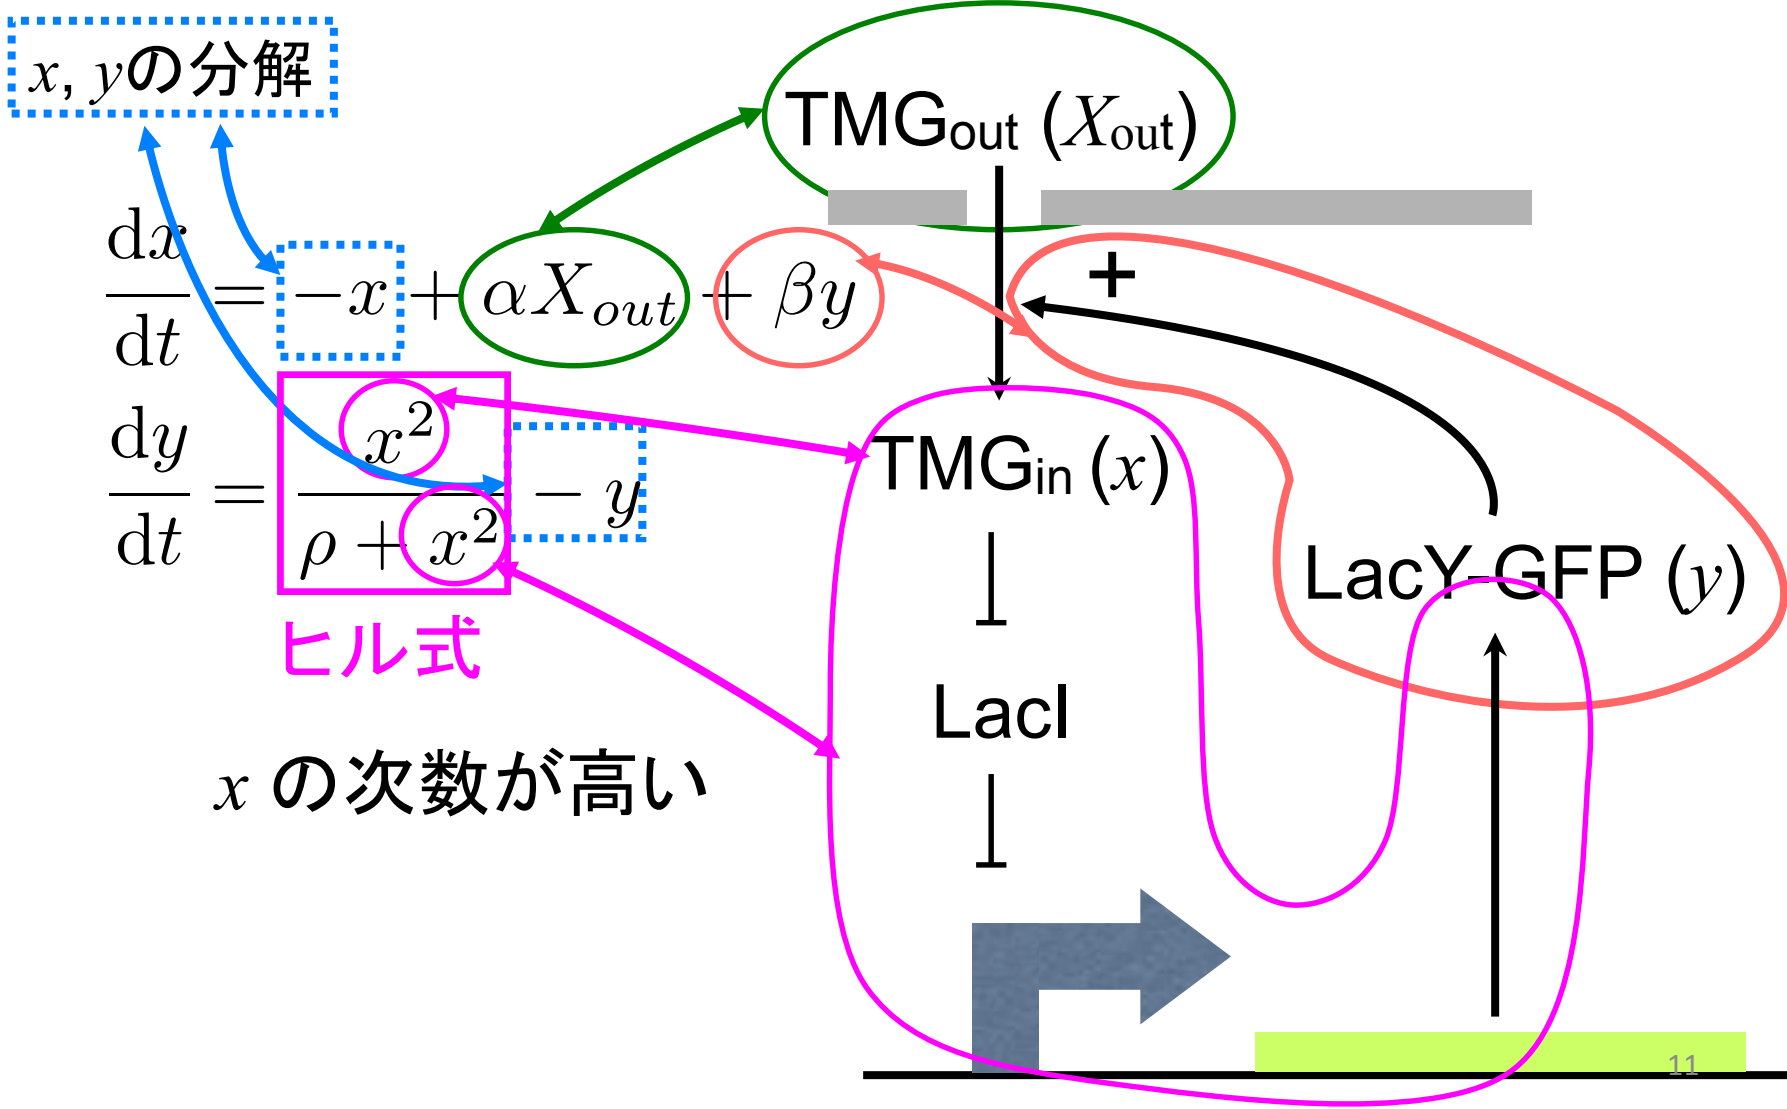 x, yの分解
TMGout (Xout)
dx/dt = −x + αXout + βy
+
dy/dt = x²/(ρ + x²) − y
TMGin (x)
LacY-GFP (y)
ヒル式
LacI
x の次数が高い
11